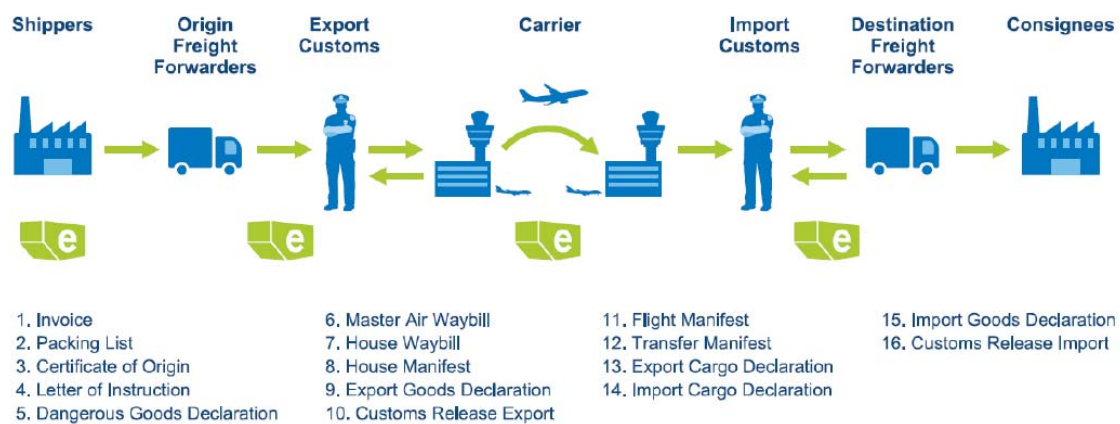 Shippers
Origin
Freight
Forwarders
Export
Customs
Carrier
Import
Customs
Destination
Freight
Forwarders
Consignees
e
e
e
e
1. Invoice
2. Packing List
3. Certificate of Origin
4. Letter of Instruction
5. Dangerous Goods Declaration
6. Master Air Waybill
7. House Waybill
8. House Manifest
9. Export Goods Declaration
10. Customs Release Export
11. Flight Manifest
12. Transfer Manifest
13. Export Cargo Declaration
14. Import Cargo Declaration
15. Import Goods Declaration
16. Customs Release Import